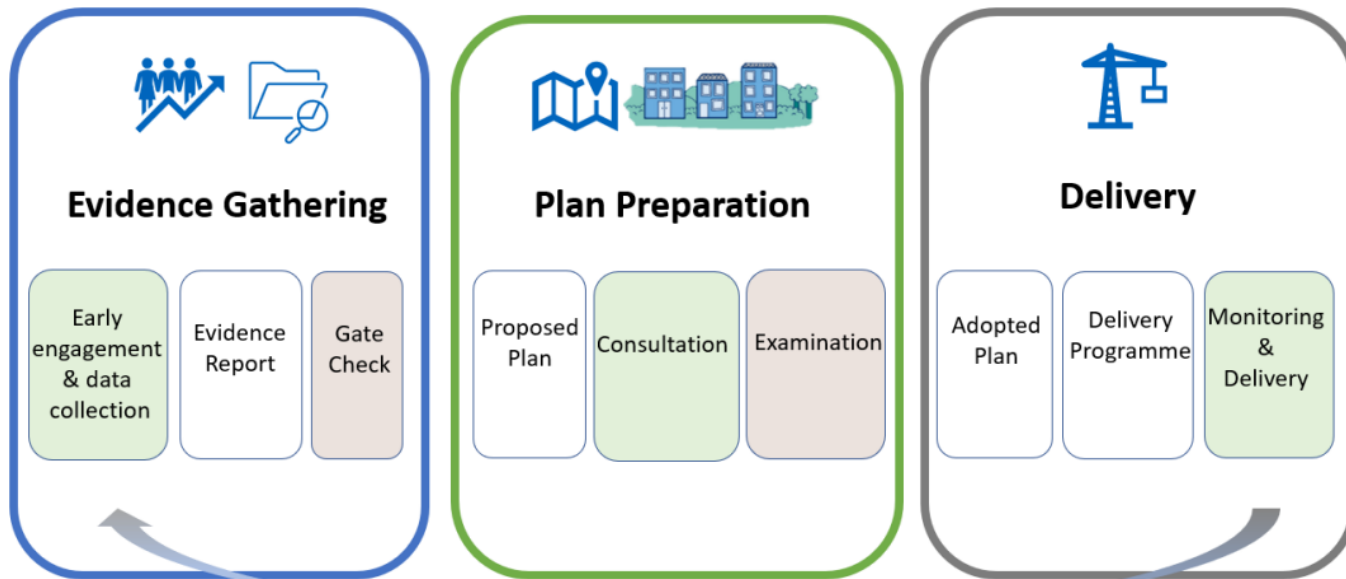 Evidence Gathering
Early
engagement
& data
collection
Evidence
Report
Gate
Check
Plan Preparation
Proposed
Plan
Consultation
Examination
Delivery
Adopted
Plan
Delivery
Programme
Monitoring
&
Delivery